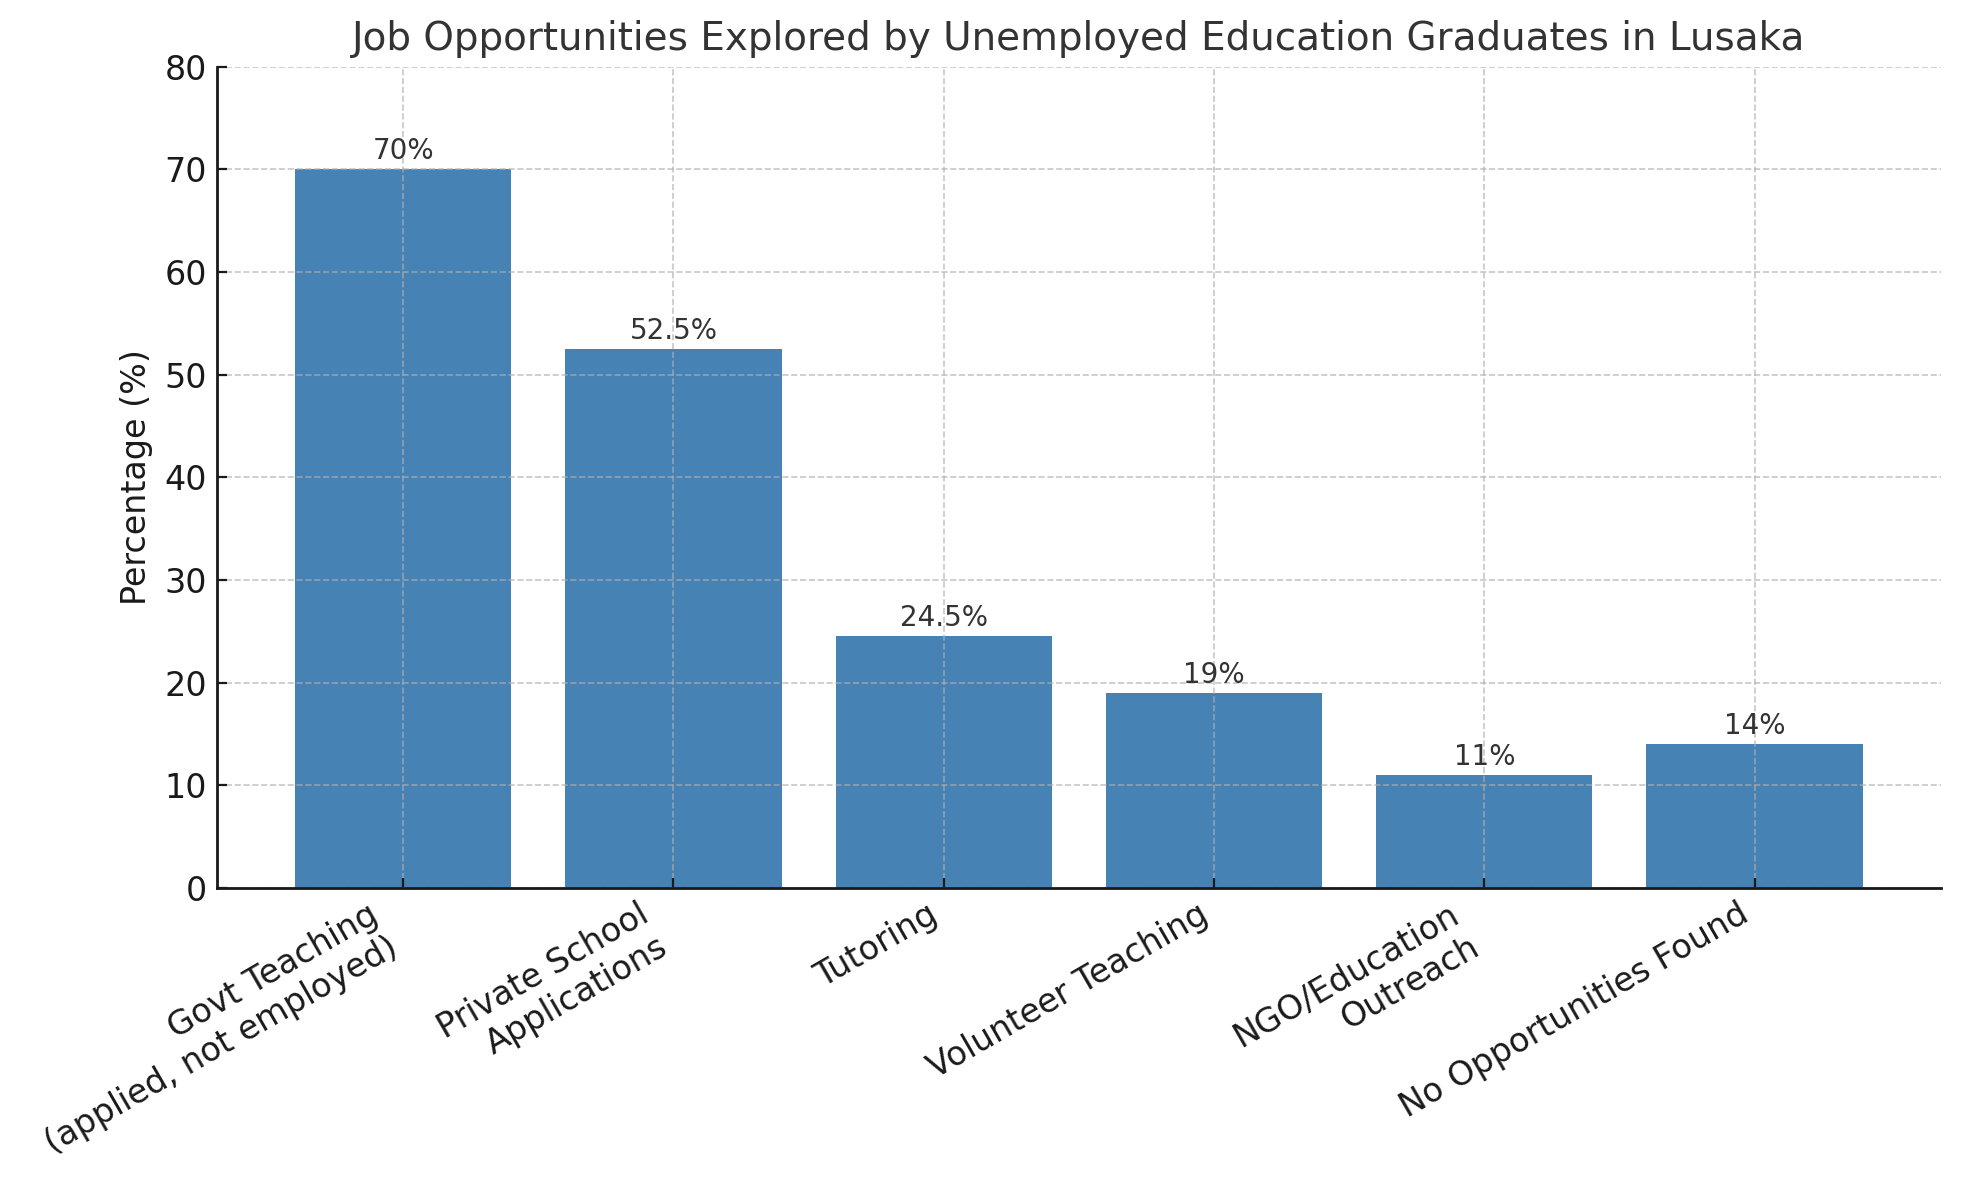 Job Opportunities Explored by Unemployed Education Graduates in Lusaka
Percentage (%)
80
70
60
50
40
30
20
10
0
70%
52.5%
24.5%
19%
11%
14%
Govt Teaching
(applied, not employed)
Private School
Applications
Tutoring
Volunteer Teaching
NGO/Education
Outreach
No Opportunities Found